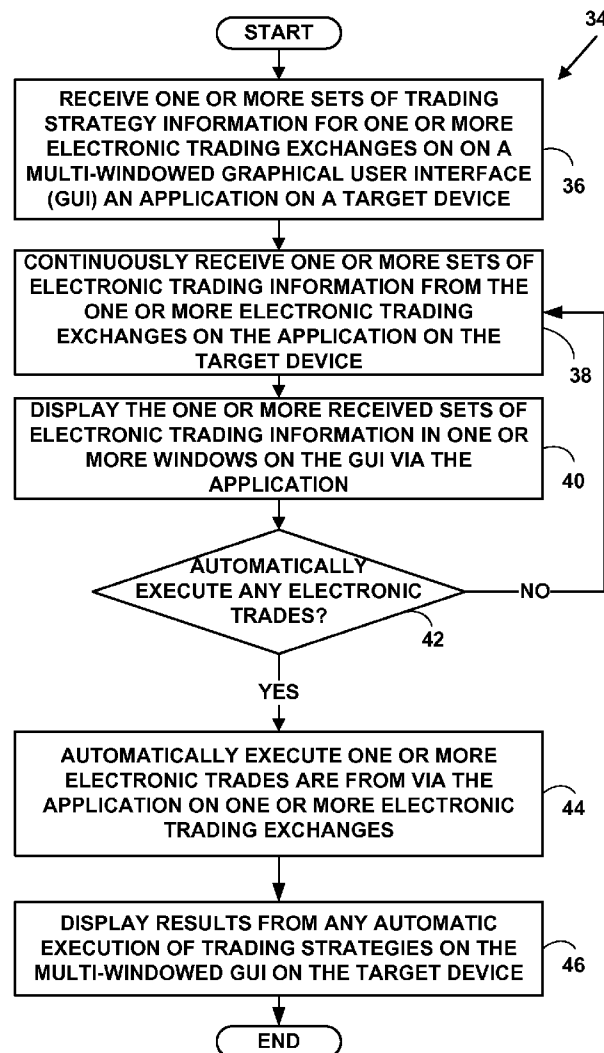 START
34
RECEIVE ONE OR MORE SETS OF TRADING
STRATEGY INFORMATION FOR ONE OR MORE
ELECTRONIC TRADING EXCHANGES ON ON A
MULTI-WINDOWED GRAPHICAL USER INTERFACE
(GUI) AN APPLICATION ON A TARGET DEVICE
36
CONTINUOUSLY RECEIVE ONE OR MORE SETS OF
ELECTRONIC TRADING INFORMATION FROM THE
ONE OR MORE ELECTRONIC TRADING
EXCHANGES ON THE APPLICATION ON THE
TARGET DEVICE
38
DISPLAY THE ONE OR MORE RECEIVED SETS OF
ELECTRONIC TRADING INFORMATION IN ONE OR
MORE WINDOWS ON THE GUI VIA THE
APPLICATION
40
AUTOMATICALLY
EXECUTE ANY ELECTRONIC
TRADES?
NO
42
YES
AUTOMATICALLY EXECUTE ONE OR MORE
ELECTRONIC TRADES ARE FROM VIA THE
APPLICATION ON ONE OR MORE ELECTRONIC
TRADING EXCHANGES
44
DISPLAY RESULTS FROM ANY AUTOMATIC
EXECUTION OF TRADING STRATEGIES ON THE
MULTI-WINDOWED GUI ON THE TARGET DEVICE
46
END